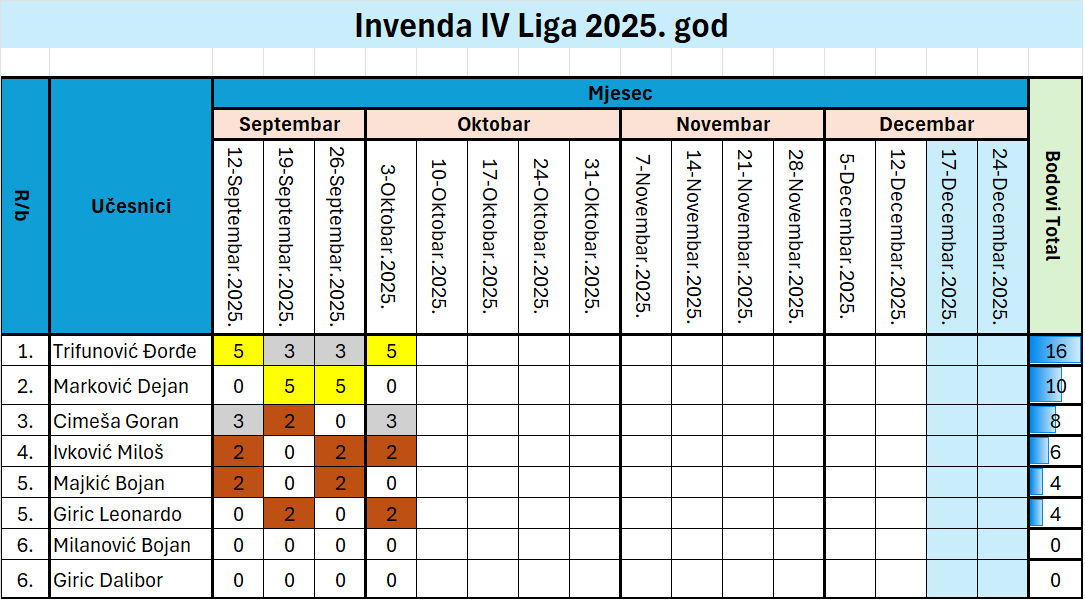 Invenda IV Liga 2025. god
R/b Učesnici Mjesec Bodovi Total
Septembar Oktobar Novembar Decembar
12-Septembar.2025. 19-Septembar.2025. 26-Septembar.2025. 3-Oktobar.2025. 10-Oktobar.2025. 17-Oktobar.2025. 24-Oktobar.2025. 31-Oktobar.2025. 7-Novembar.2025. 14-Novembar.2025. 21-Novembar.2025. 28-Novembar.2025. 5-Decembar.2025. 12-Decembar.2025. 17-Decembar.2025. 24-Decembar.2025.
1. Trifunović Đorđe 5 3 3 5 16
2. Marković Dejan 0 5 5 0 10
3. Cimeša Goran 3 2 0 3 8
4. Ivković Miloš 2 0 2 2 6
5. Majkić Bojan 2 0 2 0 4
5. Giric Leonardo 0 2 0 2 4
6. Milanović Bojan 0 0 0 0 0
6. Giric Dalibor 0 0 0 0 0